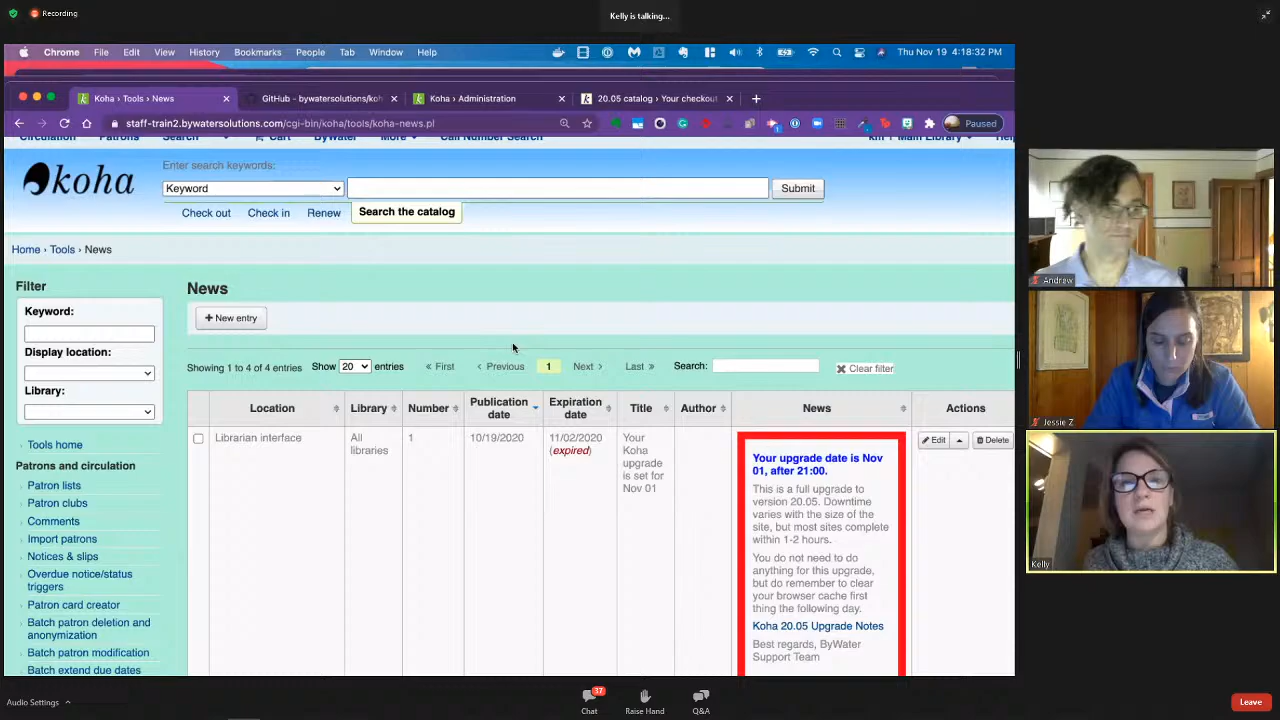 Recording
Kelly is talking...
Chrome File Edit View History Bookmarks People Tab Window Help Thu Nov 19 4:18:32 PM
Koha › Tools › News
GitHub - bywatersolutions/koh
Koha › Administration
20.05 catalog › Your checkout
staff-train2.bywatersolutions.com/cgi-bin/koha/tools/koha-news.pl
Paused
Circulation Patrons Search Cart ByWater More Call Number Search Main Library
koha
Enter search keywords:
Keyword
Submit
Check out Check in Renew Search the catalog
Home › Tools › News
Filter
Keyword:
Display location:
Library:
Tools home
Patrons and circulation
Patron lists
Patron clubs
Comments
Import patrons
Notices & slips
Overdue notice/status
triggers
Patron card creator
Batch patron deletion and
anonymization
Batch patron modification
Batch extend due dates
News
+ New entry
Showing 1 to 4 of 4 entries Show 20 entries « First ‹ Previous 1 Next › Last » Search: Clear filter
Location Library Number Publication date Expiration date Title Author News Actions
Librarian interface
All
libraries
1
10/19/2020
11/02/2020
(expired)
Your
Koha
upgrade
is set for
Nov 01
Your upgrade date is Nov
01, after 21:00.
This is a full upgrade to
version 20.05. Downtime
varies with the size of the
site, but most sites complete
within 1-2 hours.
You do not need to do
anything for this upgrade,
but do remember to clear
your browser cache first
thing the following day.
Koha 20.05 Upgrade Notes
Best regards, ByWater
Support Team
Edit Delete
Andrew
Jessie Z
Kelly
Audio Settings
37
Chat
Raise Hand
Q&A
Leave